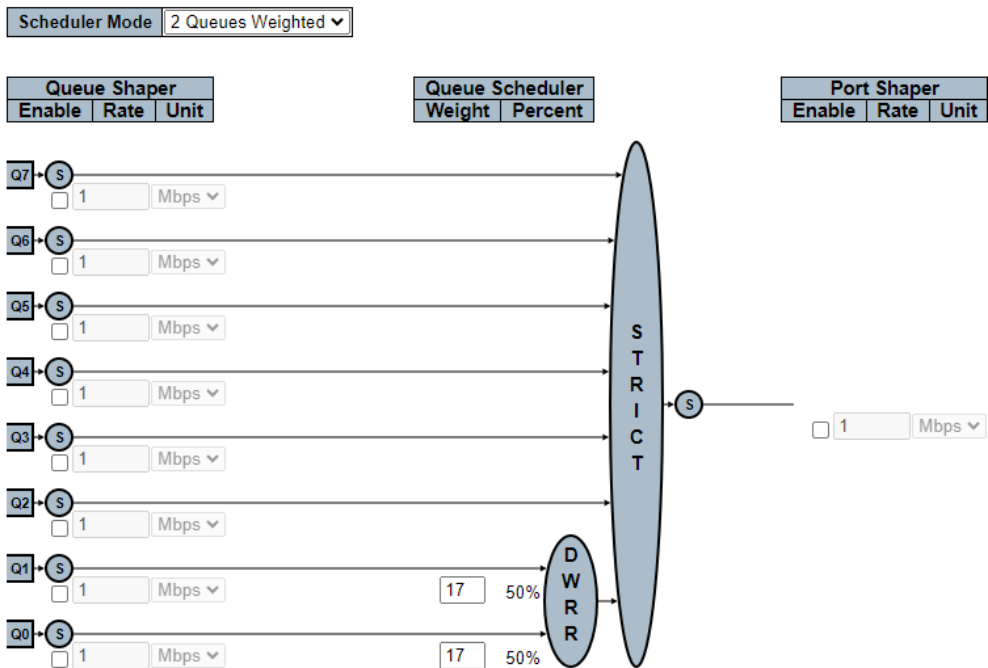 Scheduler Mode 2 Queues Weighted
Queue Shaper Queue Scheduler Port Shaper
Enable Rate Unit Weight Percent Enable Rate Unit
Q7 S
1 Mbps
Q6 S
1 Mbps
Q5 S
1 Mbps
Q4 S
1 Mbps
Q3 S
1 Mbps
Q2 S
1 Mbps
Q1 S
1 Mbps 17 50%
Q0 S
1 Mbps 17 50%
DWRR
STRICT
S
1 Mbps